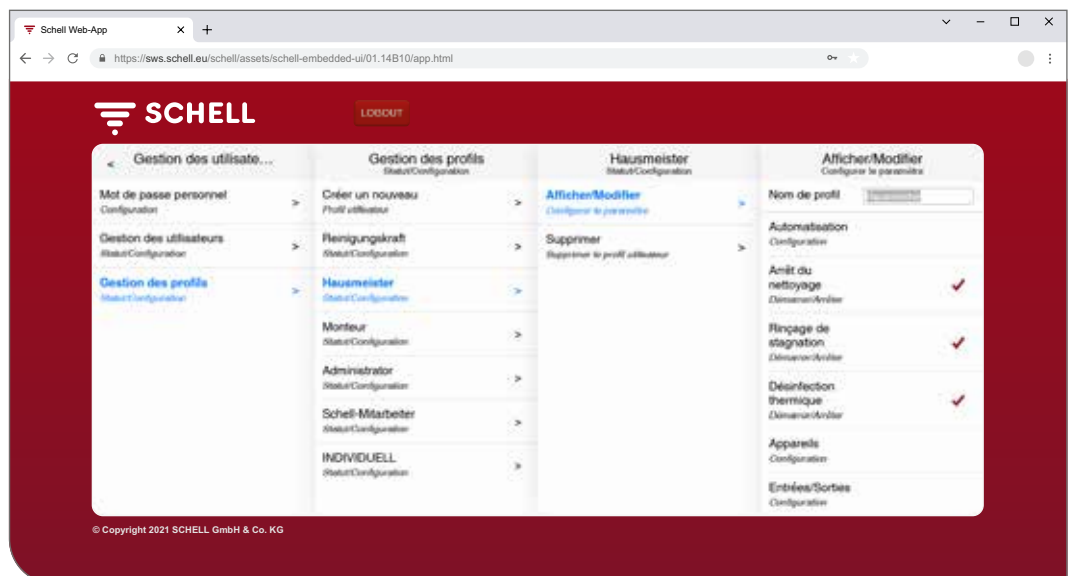 Schell Web-App
https://sws.schell.eu/schell/assets/schell-embedded-ui/01.14B10/app.html
SCHELL
LOGOUT
< Gestion des utilisate...
Mot de passe personnel >
Configuration
Gestion des utilisateurs >
Statut/Configuration
Gestion des profils >
Statut/Configuration
Gestion des profils
Statut/Configuration
Créer un nouveau >
Profil utilisateur
Reinigungskraft >
Statut/Configuration
Hausmeister >
Statut/Configuration
Monteur >
Statut/Configuration
Administrator >
Statut/Configuration
Schell-Mitarbeiter >
Statut/Configuration
INDIVIDUELL >
Statut/Configuration
Hausmeister
Statut/Configuration
Afficher/Modifier >
Configurer le paramètre
Supprimer >
Supprimer le profil utilisateur
Afficher/Modifier
Configurer le paramètre
Nom de profil
Automatisation
Configuration
Arrêt du
nettoyage
Démarrer/Arrêter
Rinçage de
stagnation
Démarrer/Arrêter
Désinfection
thermique
Démarrer/Arrêter
Appareils
Configuration
Entrées/Sorties
Configuration
© Copyright 2021 SCHELL GmbH & Co. KG